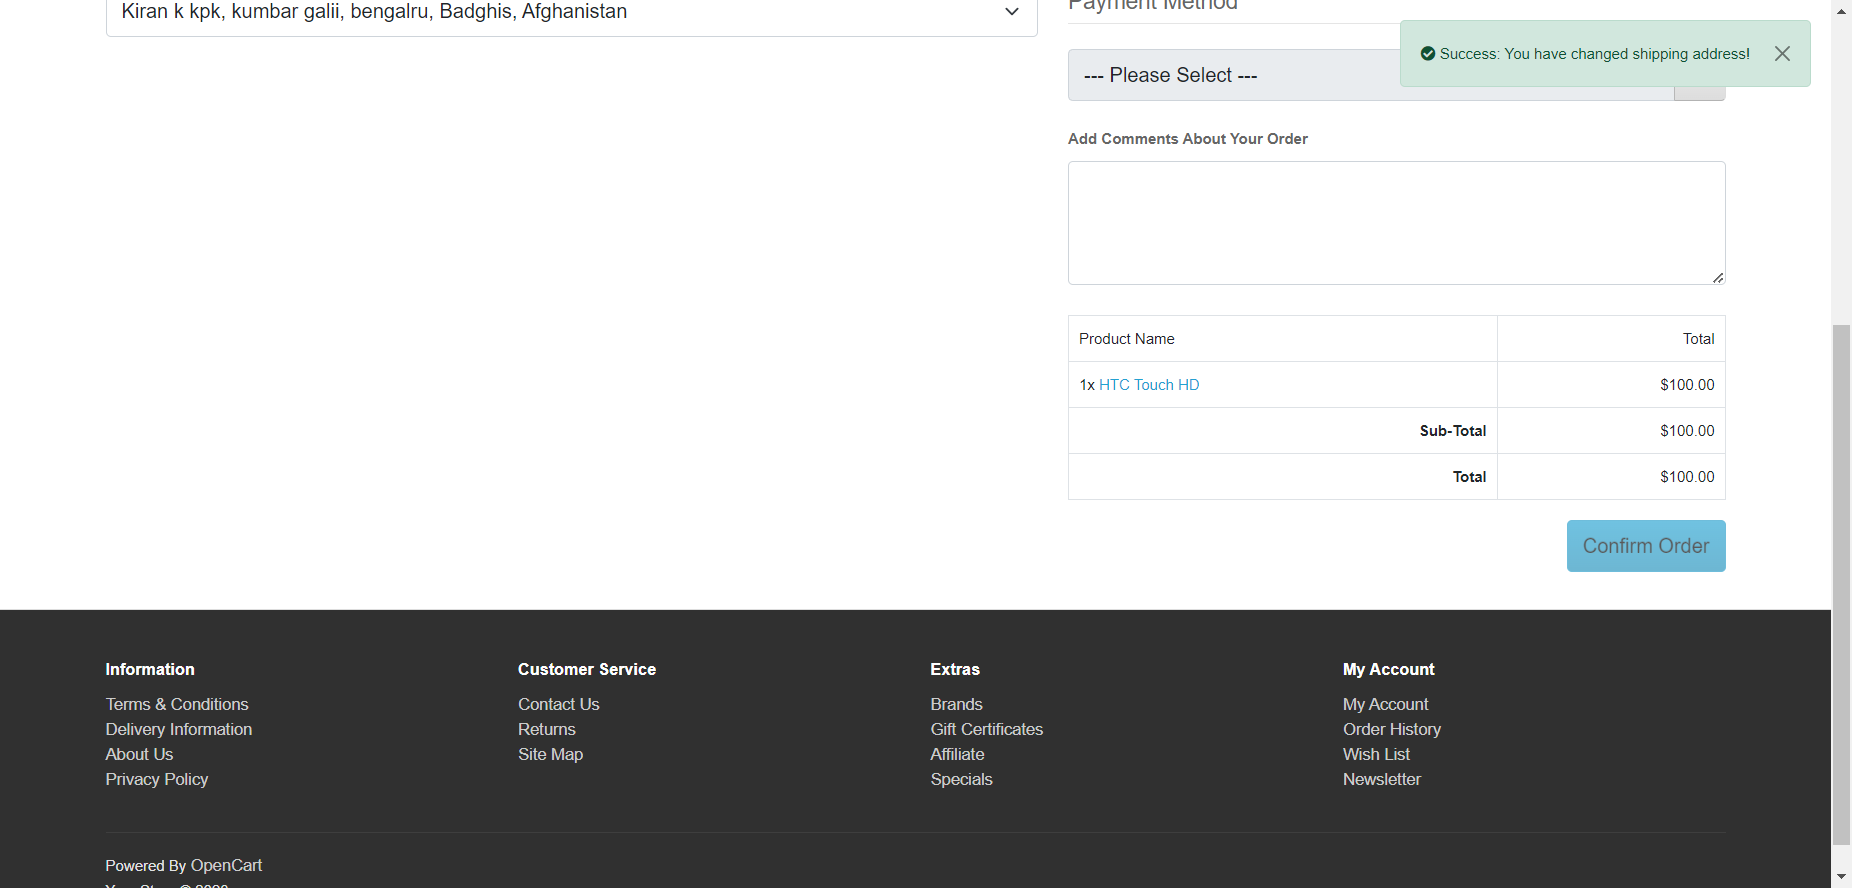 Kiran k kpk, kumbar galii, bengalru, Badghis, Afghanistan
Payment Method
Success: You have changed shipping address!
--- Please Select ---
Add Comments About Your Order
Product Name Total
1x HTC Touch HD $100.00
Sub-Total $100.00
Total $100.00
Confirm Order
Information
Terms & Conditions
Delivery Information
About Us
Privacy Policy
Customer Service
Contact Us
Returns
Site Map
Extras
Brands
Gift Certificates
Affiliate
Specials
My Account
My Account
Order History
Wish List
Newsletter
Powered By OpenCart